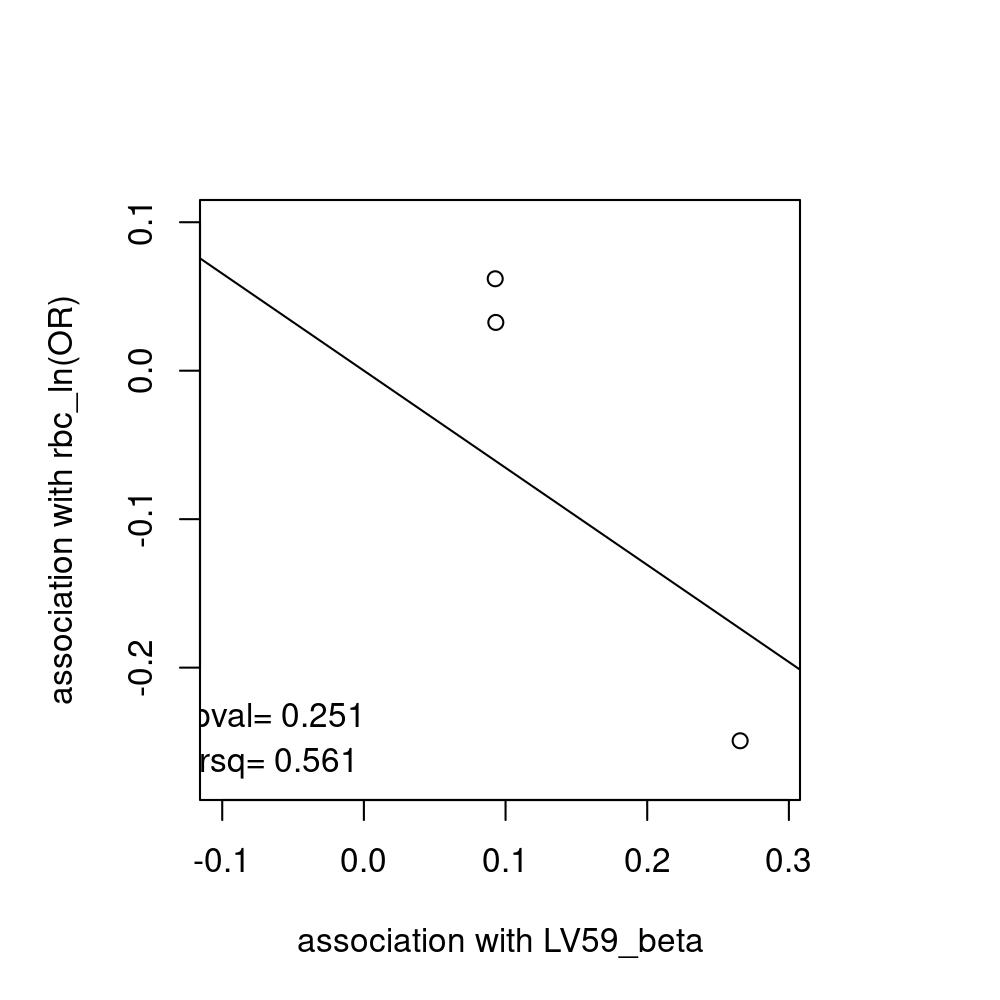 0.1
0.0
-0.1
-0.2
association with rbc_ln(OR)
pval= 0.251
rsq= 0.561
-0.1 0.0 0.1 0.2 0.3
association with LV59_beta